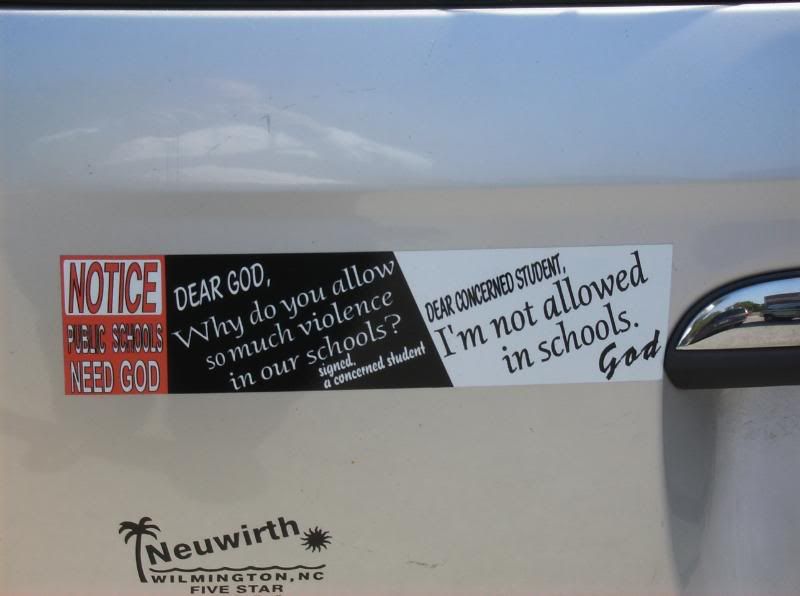 NOTICE
PUBLIC SCHOOLS
NEED GOD
DEAR GOD,
Why do you allow
so much violence
in our schools?
signed,
a concerned student
DEAR CONCERNED STUDENT,
I'm not allowed
in schools.
God
Neuwirth
WILMINGTON, NC
FIVE STAR